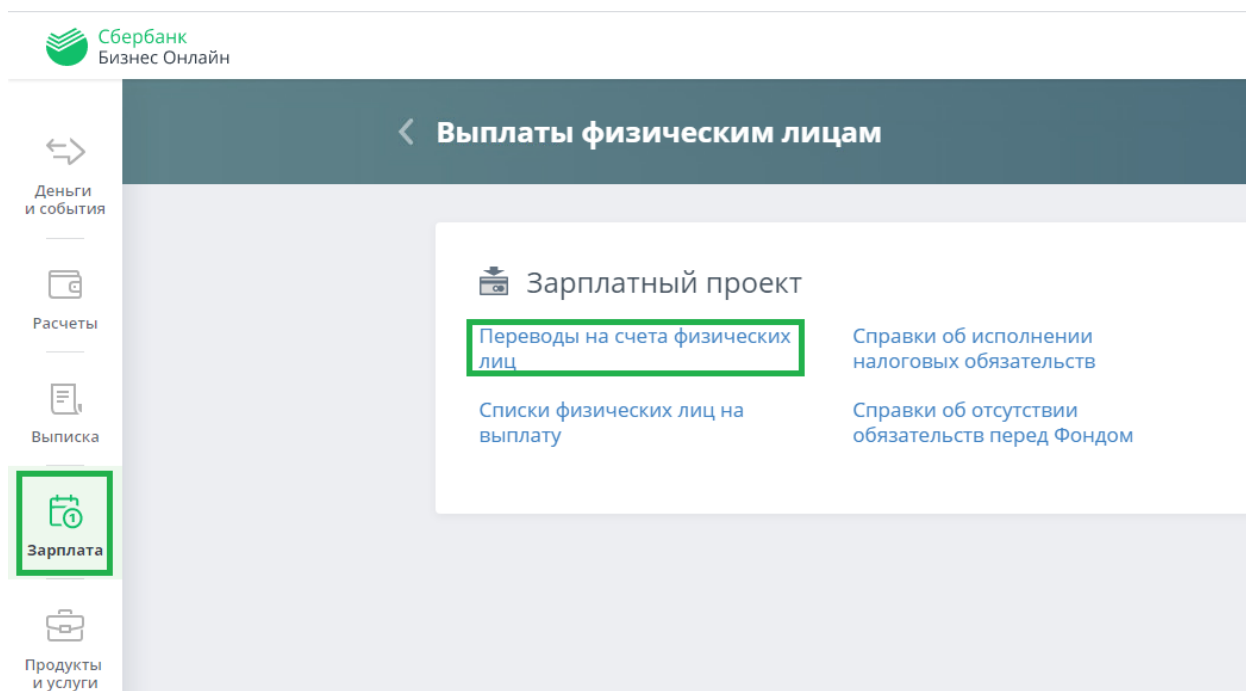 Сбербанк
Бизнес Онлайн
Выплаты физическим лицам
Деньги
и события
Расчеты
Выписка
1
Зарплата
Продукты
и услуги
Зарплатный проект
Переводы на счета физических
лиц
Справки об исполнении
налоговых обязательств
Списки физических лиц на
выплату
Справки об отсутствии
обязательств перед Фондом